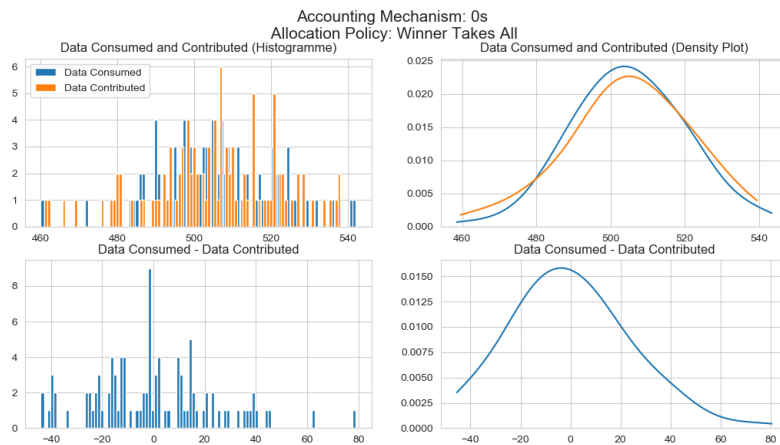 Accounting Mechanism: 0s
Allocation Policy: Winner Takes All
Data Consumed and Contributed (Histogramme)
6
5
4
3
2
1
0
Data Consumed
Data Contributed
460 480 500 520 540
Data Consumed and Contributed (Density Plot)
0.025
0.020
0.015
0.010
0.005
0.000
460 480 500 520 540
Data Consumed - Data Contributed
8
6
4
2
0
−40 −20 0 20 40 60 80
Data Consumed - Data Contributed
0.0150
0.0125
0.0100
0.0075
0.0050
0.0025
0.0000
−40 −20 0 20 40 60 80